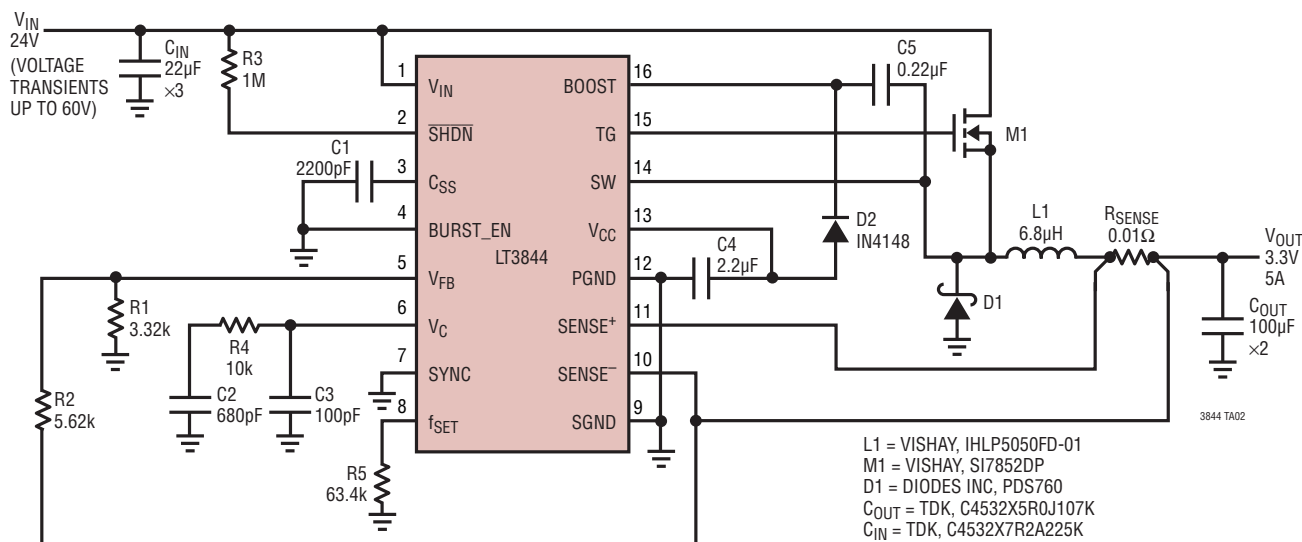 VIN
24V
(VOLTAGE
TRANSIENTS
UP TO 60V)
CIN
22µF
×3
R3
1M
C1
2200pF
R1
3.32k
R4
10k
C2
680pF
C3
100pF
R2
5.62k
R5
63.4k
1
VIN
2
SHDN
3
CSS
4
BURST_EN
5
VFB
6
VC
7
SYNC
8
fSET
LT3844
16
BOOST
15
TG
14
SW
13
VCC
12
PGND
11
SENSE+
10
SENSE–
9
SGND
C5
0.22µF
M1
D2
IN4148
C4
2.2µF
L1
6.8µH
RSENSE
0.01Ω
D1
VOUT
3.3V
5A
COUT
100µF
×2
3844 TA02
L1 = VISHAY, IHLP5050FD-01
M1 = VISHAY, SI7852DP
D1 = DIODES INC, PDS760
COUT = TDK, C4532X5R0J107K
CIN = TDK, C4532X7R2A225K